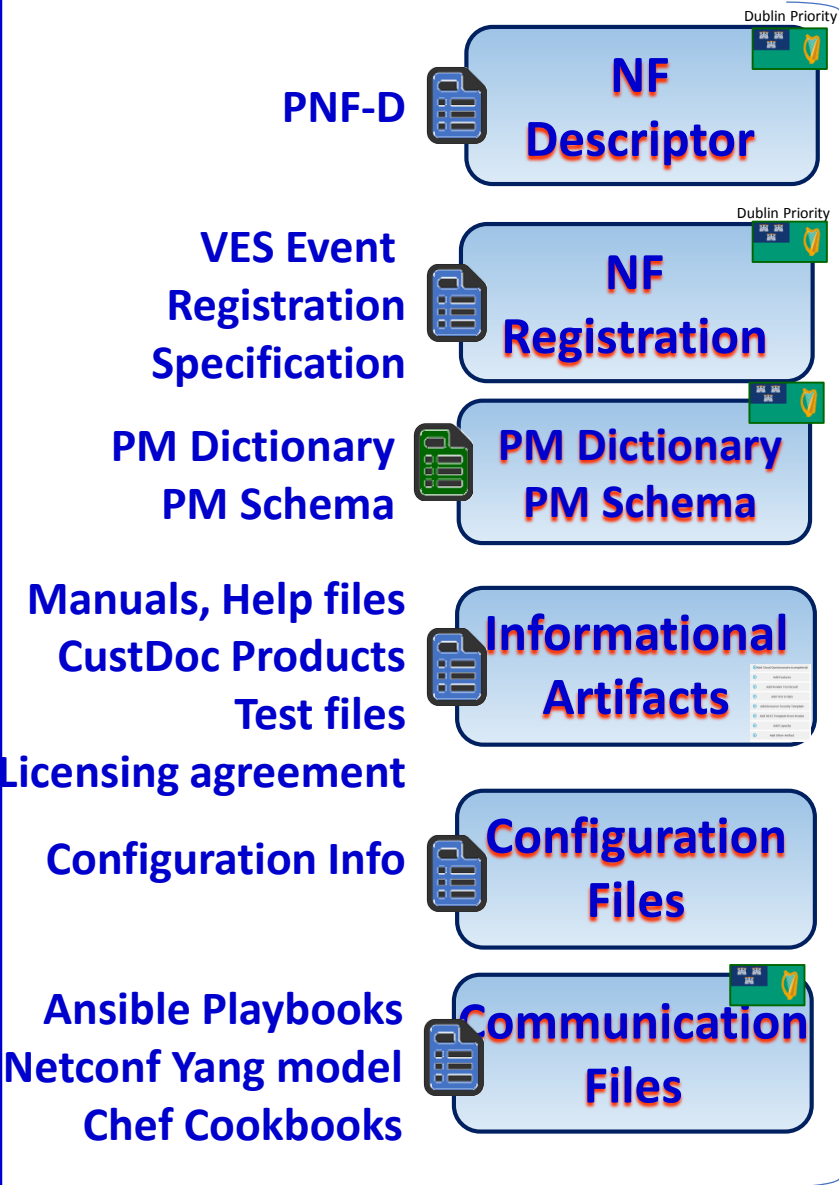 Dublin Priority
PNF-D
NF
Descriptor
Dublin Priority
VES Event
Registration
Specification
NF
Registration
PM Dictionary
PM Schema
PM Dictionary
PM Schema
Manuals, Help files
CustDoc Products
Test files
Licensing agreement
Informational
Artifacts
Configuration Info
Configuration
Files
Ansible Playbooks
Netconf Yang model
Chef Cookbooks
Communication
Files